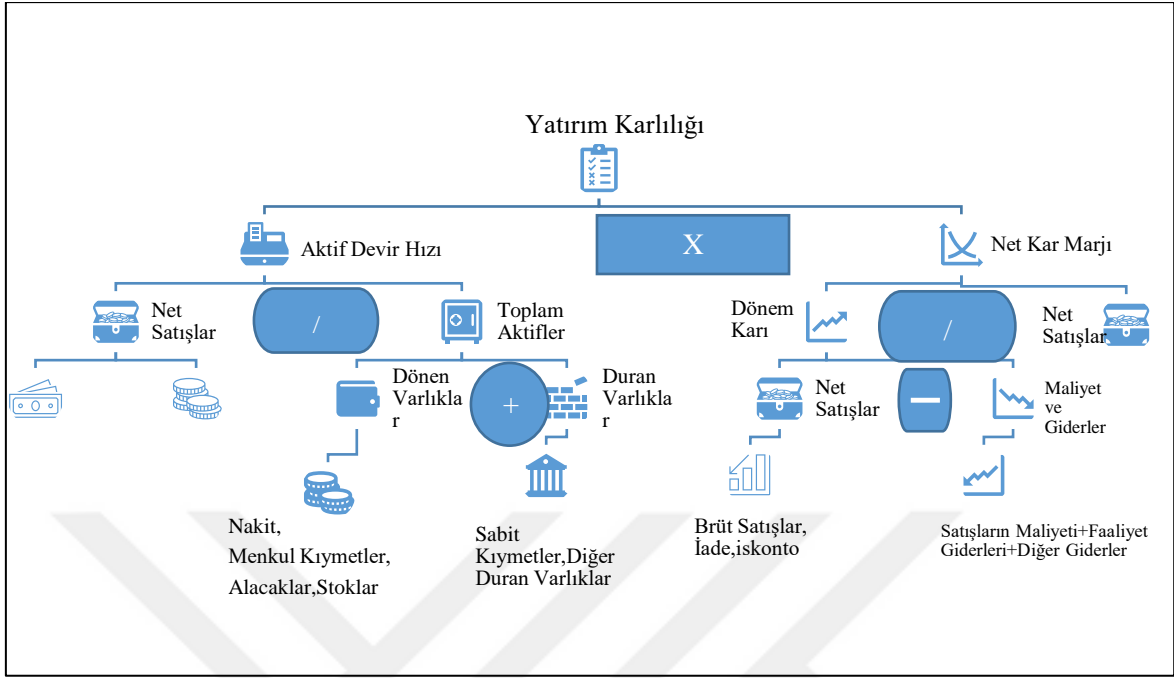 Yatırım Karlılığı
Aktif Devir Hızı
X
Net Kar Marjı
Net
Satışlar
/
Toplam
Aktifler
Dönem
Karı
/
Net
Satışlar
Dönen
Varlıkla
r
+
Duran
Varlıkla
r
Net
Satışlar
—
Maliyet
ve
Giderler
Nakit,
Menkul Kıymetler,
Alacaklar,Stoklar
Sabit
Kıymetler,Diğer
Duran Varlıklar
Brüt Satışlar,
İade,iskonto
Satışların Maliyeti+Faaliyet
Giderleri+Diğer Giderler